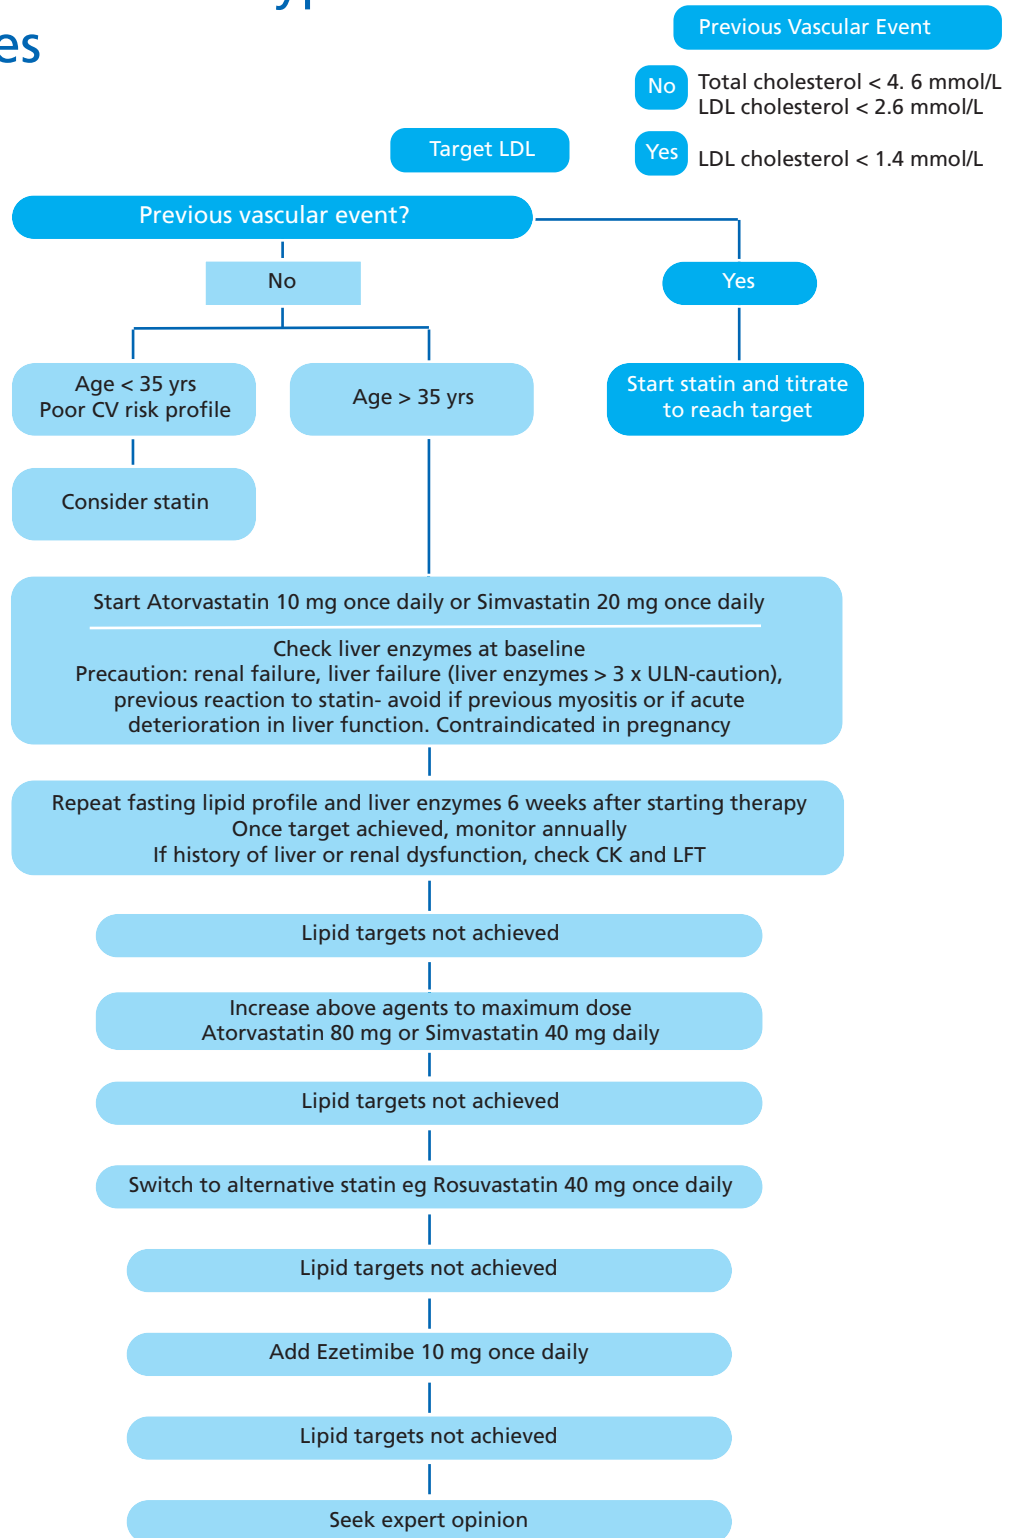 es
Previous Vascular Event
No
Total cholesterol < 4. 6 mmol/L
LDL cholesterol < 2.6 mmol/L
Target LDL
Yes
LDL cholesterol < 1.4 mmol/L
Previous vascular event?
No
Yes
Age < 35 yrs
Poor CV risk profile
Age > 35 yrs
Start statin and titrate
to reach target
Consider statin
Start Atorvastatin 10 mg once daily or Simvastatin 20 mg once daily
Check liver enzymes at baseline
Precaution: renal failure, liver failure (liver enzymes > 3 x ULN-caution),
previous reaction to statin- avoid if previous myositis or if acute
deterioration in liver function. Contraindicated in pregnancy
Repeat fasting lipid profile and liver enzymes 6 weeks after starting therapy
Once target achieved, monitor annually
If history of liver or renal dysfunction, check CK and LFT
Lipid targets not achieved
Increase above agents to maximum dose
Atorvastatin 80 mg or Simvastatin 40 mg daily
Lipid targets not achieved
Switch to alternative statin eg Rosuvastatin 40 mg once daily
Lipid targets not achieved
Add Ezetimibe 10 mg once daily
Lipid targets not achieved
Seek expert opinion